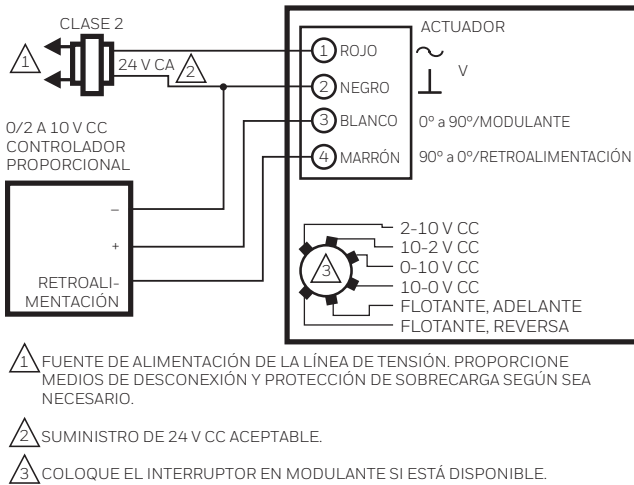 CLASE 2
ACTUADOR
1
24 V CA
2
1 ROJO
V
2 NEGRO
3 BLANCO
0° a 90°/MODULANTE
4 MARRÓN
90° a 0°/RETROALIMENTACIÓN
0/2 A 10 V CC
CONTROLADOR
PROPORCIONAL
–
+
RETROALI-
MENTACIÓN
3
2-10 V CC
10-2 V CC
0-10 V CC
10-0 V CC
FLOTANTE, ADELANTE
FLOTANTE, REVERSA
1 FUENTE DE ALIMENTACIÓN DE LA LÍNEA DE TENSIÓN. PROPORCIONE
MEDIOS DE DESCONEXIÓN Y PROTECCIÓN DE SOBRECARGA SEGÚN SEA
NECESARIO.
2 SUMINISTRO DE 24 V CC ACEPTABLE.
3 COLOQUE EL INTERRUPTOR EN MODULANTE SI ESTÁ DISPONIBLE.